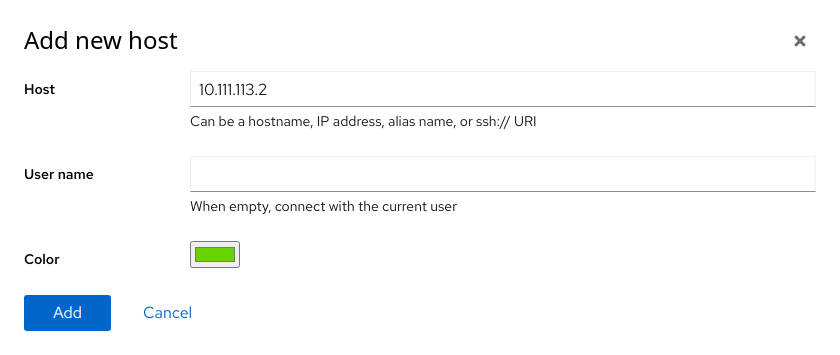 Add new host
Host
10.111.113.2
Can be a hostname, IP address, alias name, or ssh:// URI
User name
When empty, connect with the current user
Color
Add
Cancel